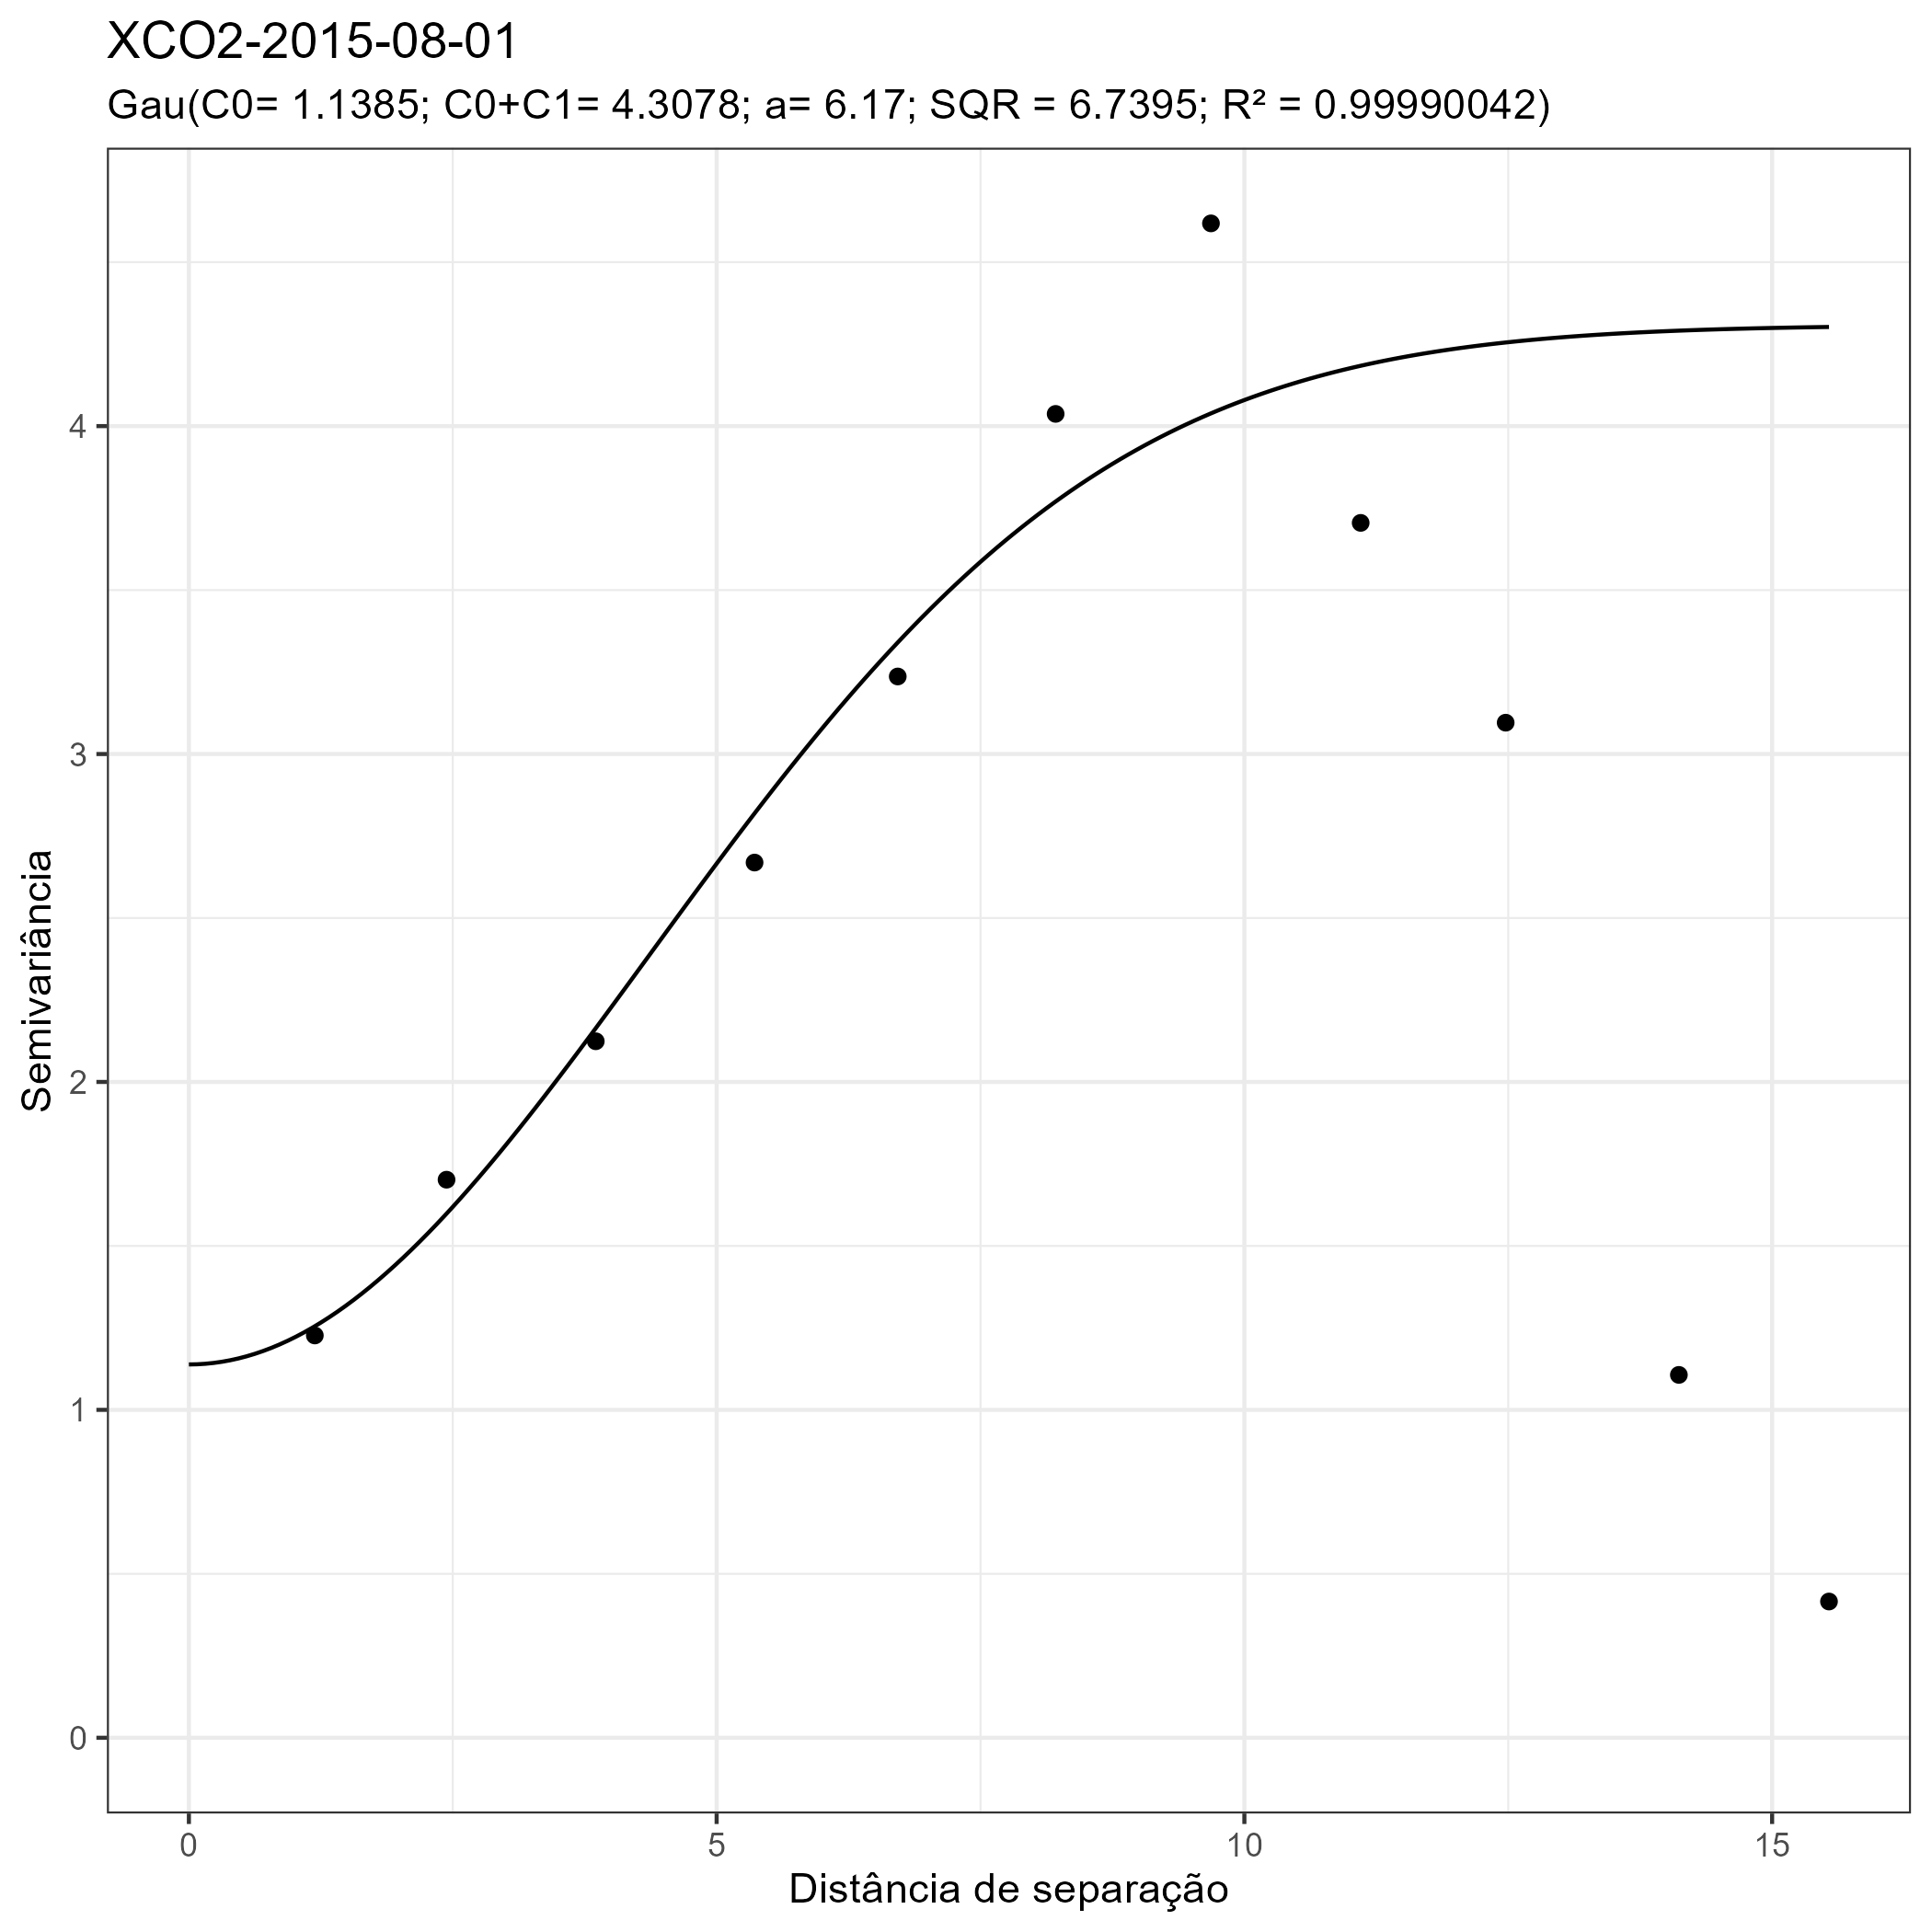 XCO2-2015-08-01
Gau(C0= 1.1385; C0+C1= 4.3078; a= 6.17; SQR = 6.7395; R² = 0.99990042)
4
3
2
1
0
Semivariância
0 5 10 15
Distância de separação